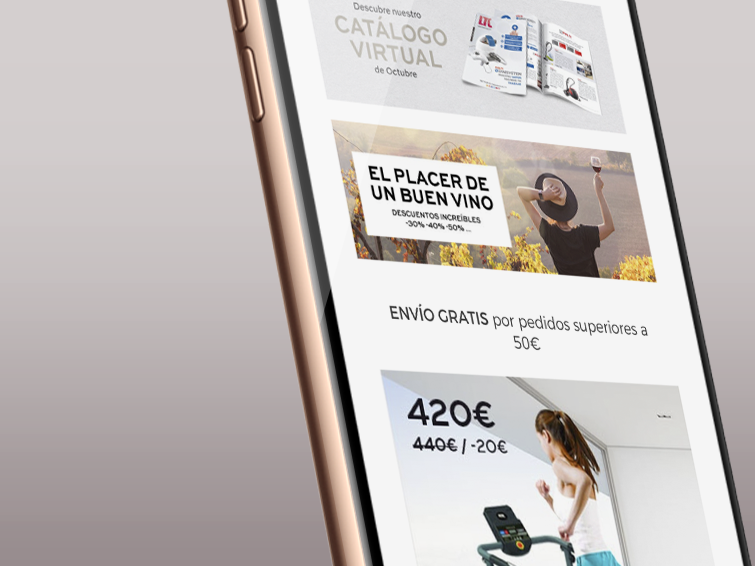 Descubre nuestro
CATÁLOGO
VIRTUAL
de Octubre
EL PLACER DE
UN BUEN VINO
DESCUENTOS INCREÍBLES
-30% -40% -50% ...
ENVÍO GRATIS por pedidos superiores a
50€
420€
440€ / -20€